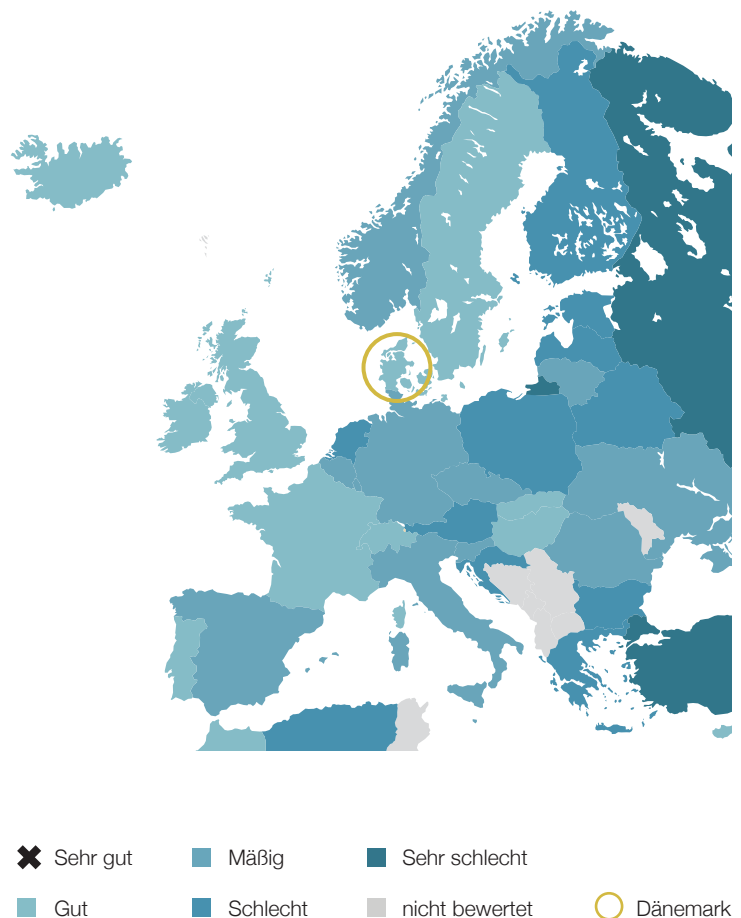 Sehr gut
Mäßig
Sehr schlecht
Gut
Schlecht
nicht bewertet
Dänemark